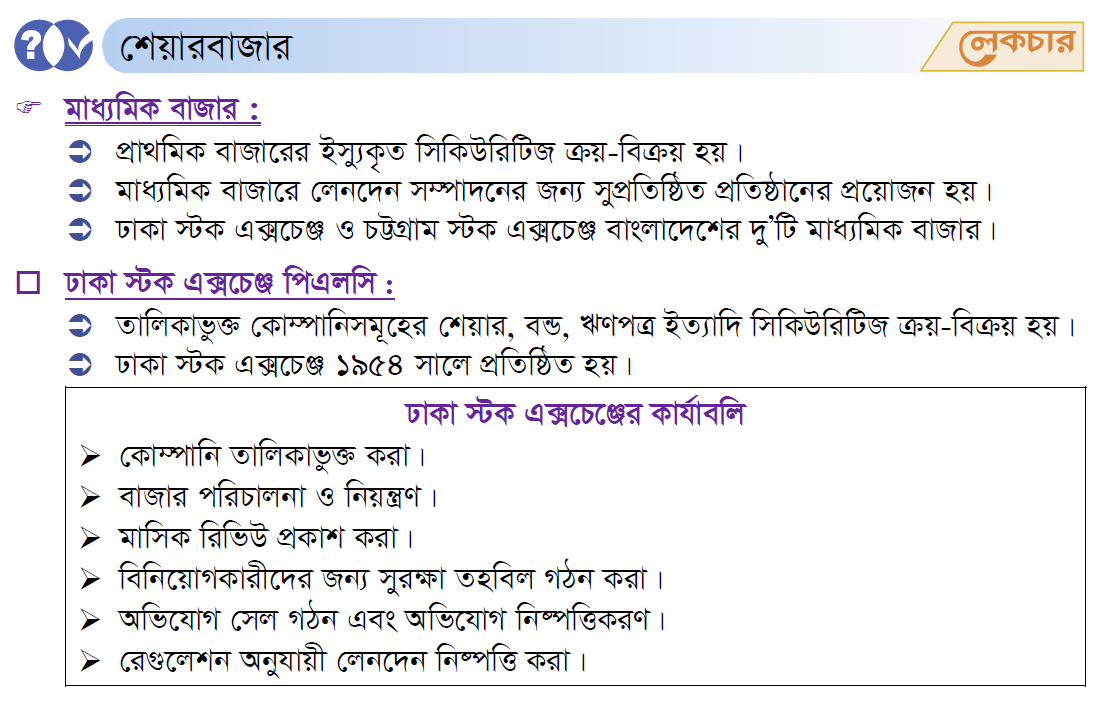 শেয়ারবাজার
লেকচার
মাধ্যমিক বাজার :
প্রাথমিক বাজারের ইস্যুকৃত সিকিউরিটিজ ক্রয়-বিক্রয় হয়।
মাধ্যমিক বাজারে লেনদেন সম্পাদনের জন্য সুপ্রতিষ্ঠিত প্রতিষ্ঠানের প্রয়োজন হয়।
ঢাকা স্টক এক্সচেঞ্জ ও চট্টগ্রাম স্টক এক্সচেঞ্জ বাংলাদেশের দু’টি মাধ্যমিক বাজার।
ঢাকা স্টক এক্সচেঞ্জ পিএলসি :
তালিকাভুক্ত কোম্পানিসমূহের শেয়ার, বন্ড, ঋণপত্র ইত্যাদি সিকিউরিটিজ ক্রয়-বিক্রয় হয়।
ঢাকা স্টক এক্সচেঞ্জ ১৯৫৪ সালে প্রতিষ্ঠিত হয়।
ঢাকা স্টক এক্সচেঞ্জের কার্যাবলি
কোম্পানি তালিকাভুক্ত করা।
বাজার পরিচালনা ও নিয়ন্ত্রণ।
মাসিক রিভিউ প্রকাশ করা।
বিনিয়োগকারীদের জন্য সুরক্ষা তহবিল গঠন করা।
অভিযোগ সেল গঠন এবং অভিযোগ নিষ্পত্তিকরণ।
রেগুলেশন অনুযায়ী লেনদেন নিষ্পত্তি করা।